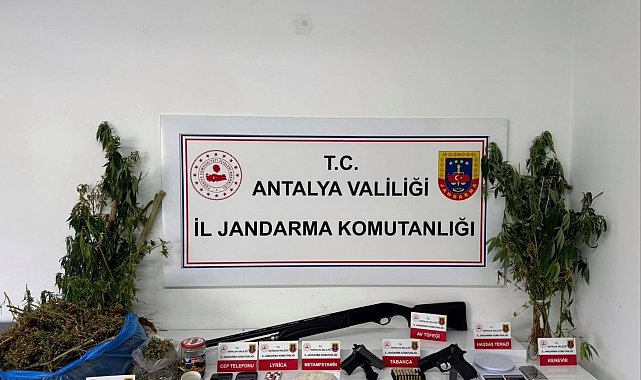 T.C.
ANTALYA VALİLİĞİ
İL JANDARMA KOMUTANLIĞI
JANDARMA
AV TÜFEĞİ
HASSAS TERAZİ
CEP TELEFONU
LYRICA
METAMFETAMİN
TABANCA
KENEVİR